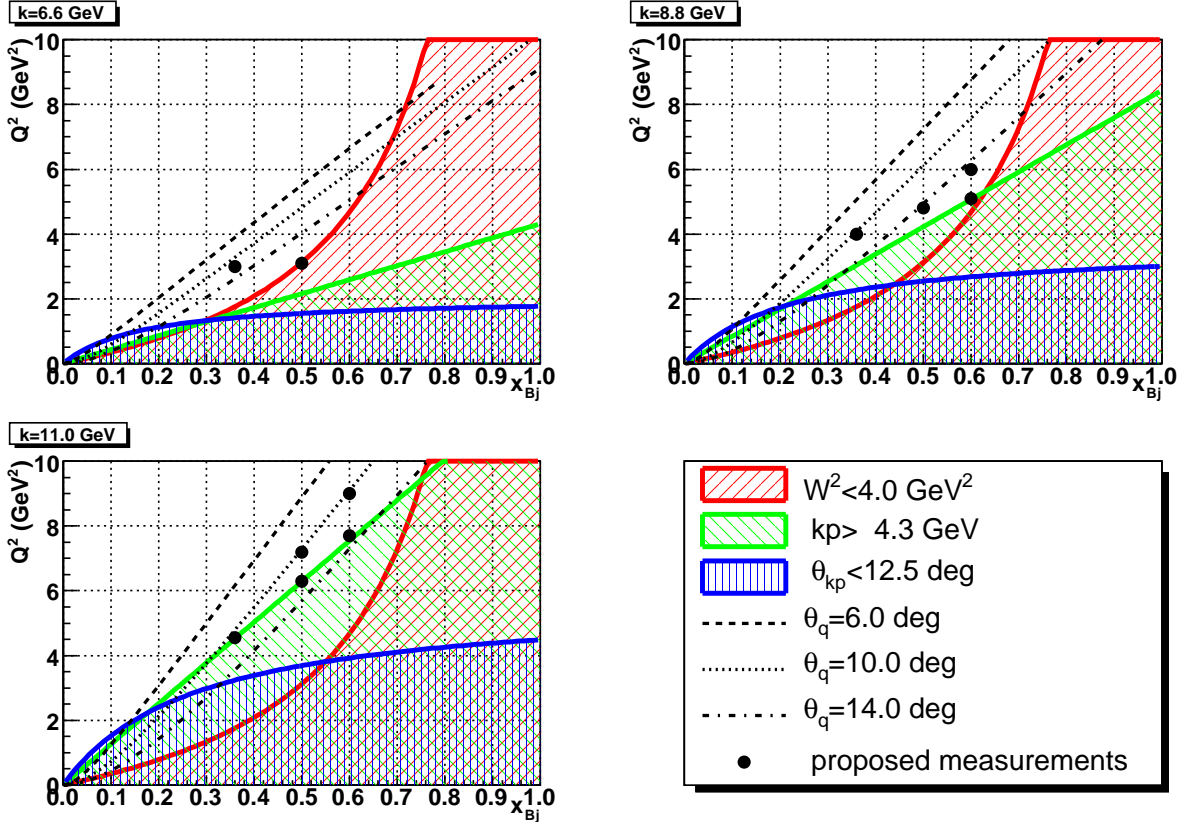 k=6.6 GeV
Q² (GeV²)
10
8
6
4
2
0
0.0 0.1 0.2 0.3 0.4 0.5 0.6 0.7 0.8 0.9 1.0
x_Bj
k=8.8 GeV
Q² (GeV²)
10
8
6
4
2
0
0.0 0.1 0.2 0.3 0.4 0.5 0.6 0.7 0.8 0.9 1.0
x_Bj
k=11.0 GeV
Q² (GeV²)
10
8
6
4
2
0
0.0 0.1 0.2 0.3 0.4 0.5 0.6 0.7 0.8 0.9 1.0
x_Bj
W²<4.0 GeV²
kp> 4.3 GeV
θ_kp<12.5 deg
θ_q=6.0 deg
θ_q=10.0 deg
θ_q=14.0 deg
proposed measurements